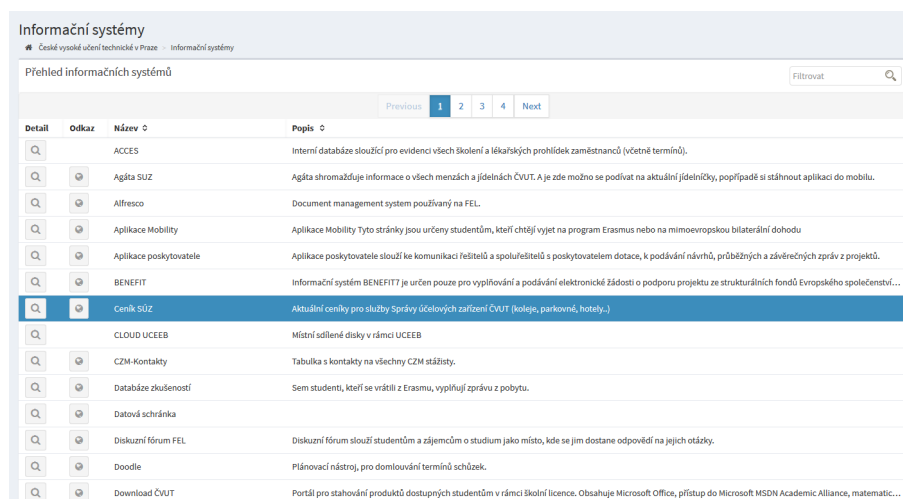 Informační systémy
České vysoké učení technické v Praze Informační systémy
Přehled informačních systémů Filtrovat
Previous 1 2 3 4 Next
Detail Odkaz Název Popis
ACCES Interní databáze sloužící pro evidenci všech školení a lékařských prohlídek zaměstnanců (včetně termínů).
Agáta SUZ Agáta shromažďuje informace o všech menzách a jídelnách ČVUT. A je zde možno se podívat na aktuální jídelníčky, popřípadě si stáhnout aplikaci do mobilu.
Alfresco Document management system používaný na FEL.
Aplikace Mobility Aplikace Mobility Tyto stránky jsou určeny studentům, kteří chtějí vyjet na program Erasmus nebo na mimoevropskou bilaterální dohodu
Aplikace poskytovatele Aplikace poskytovatele slouží ke komunikaci řešitelů a spoluřešitelů s poskytovatelem dotace, k podávání návrhů, průběžných a závěrečných zpráv z projektů.
BENEFIT Informační systém BENEFIT7 je určen pouze pro vyplňování a podávání elektronické žádosti o podporu projektu ze strukturálních fondů Evropského společenství...
Ceník SÚZ Aktuální ceníky pro služby Správy účelových zařízení ČVUT (koleje, parkovné, hotely..)
CLOUD UCEEB Místní sdílené disky v rámci UCEEB
CZM-Kontakty Tabulka s kontakty na všechny CZM stážisty.
Databáze zkušeností Sem studenti, kteří se vrátili z Erasmu, vyplňují zprávu z pobytu.
Datová schránka
Diskuzní fórum FEL Diskuzní fórum slouží studentům a zájemcům o studium jako místo, kde se jim dostane odpovědí na jejich otázky.
Doodle Plánovací nástroj, pro domlouvání termínů schůzek.
Download ČVUT Portál pro stahování produktů dostupných studentům v rámci školní licence. Obsahuje Microsoft Office, přístup do Microsoft MSDN Academic Alliance, matematic...